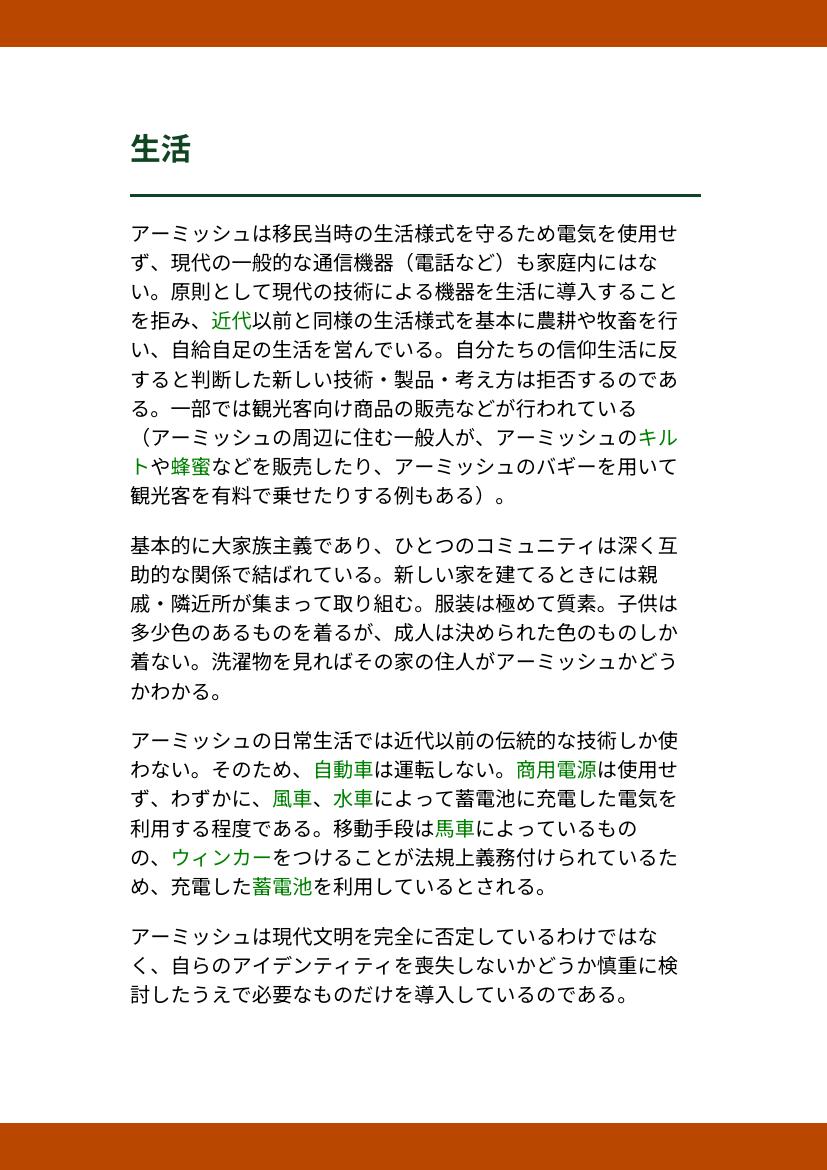 生活
アーミッシュは移民当時の生活様式を守るため電気を使用せ
ず、現代の一般的な通信機器（電話など）も家庭内にはな
い。原則として現代の技術による機器を生活に導入すること
を拒み、近代以前と同様の生活様式を基本に農耕や牧畜を行
い、自給自足の生活を営んでいる。自分たちの信仰生活に反
すると判断した新しい技術・製品・考え方は拒否するのであ
る。一部では観光客向け商品の販売などが行われている
（アーミッシュの周辺に住む一般人が、アーミッシュのキル
トや蜂蜜などを販売したり、アーミッシュのバギーを用いて
観光客を有料で乗せたりする例もある）。
基本的に大家族主義であり、ひとつのコミュニティは深く互
助的な関係で結ばれている。新しい家を建てるときには親
戚・隣近所が集まって取り組む。服装は極めて質素。子供は
多少色のあるものを着るが、成人は決められた色のものしか
着ない。洗濯物を見ればその家の住人がアーミッシュかどう
かわかる。
アーミッシュの日常生活では近代以前の伝統的な技術しか使
わない。そのため、自動車は運転しない。商用電源は使用せ
ず、わずかに、風車、水車によって蓄電池に充電した電気を
利用する程度である。移動手段は馬車によっているもの
の、ウィンカーをつけることが法規上義務付けられているた
め、充電した蓄電池を利用しているとされる。
アーミッシュは現代文明を完全に否定しているわけではな
く、自らのアイデンティティを喪失しないかどうか慎重に検
討したうえで必要なものだけを導入しているのである。